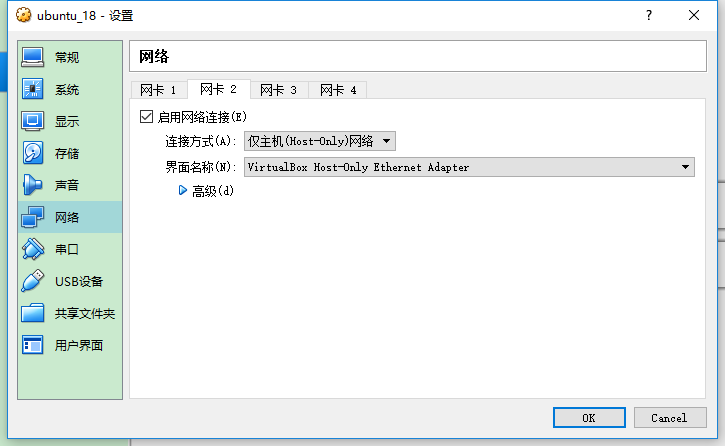 ubuntu_18 - 设置
?
常规
系统
显示
存储
声音
网络
串口
USB设备
共享文件夹
用户界面
网络
网卡 1 网卡 2 网卡 3 网卡 4
启用网络连接(E)
连接方式(A): 仅主机(Host-Only)网络
界面名称(N): VirtualBox Host-Only Ethernet Adapter
高级(d)
OK Cancel